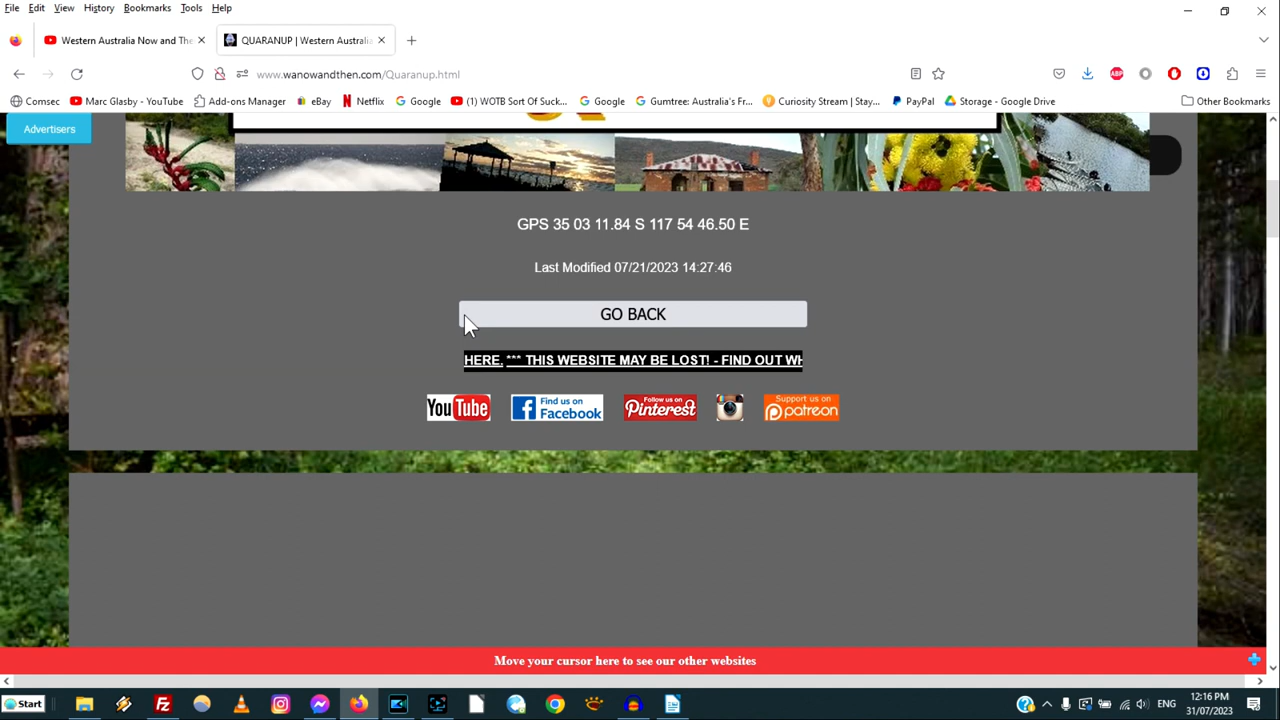 File Edit View History Bookmarks Tools Help
Western Australia Now and The
QUARANUP | Western Australi
www.wanowandthen.com/Quaranup.html
Comsec Marc Glasby - YouTube Add-ons Manager eBay Netflix Google (1) WOTB Sort Of Suck... Google Gumtree: Australia's Fr... Curiosity Stream | Stay... PayPal Storage - Google Drive Other Bookmarks
ABP
Advertisers
GPS 35 03 11.84 S 117 54 46.50 E
Last Modified 07/21/2023 14:27:46
GO BACK
HERE. *** THIS WEBSITE MAY BE LOST! - FIND OUT WH
YouTube
Find us on
Facebook
Follow us on
Pinterest
Support us on
patreon
Move your cursor here to see our other websites
Start
ENG
12:16 PM
31/07/2023